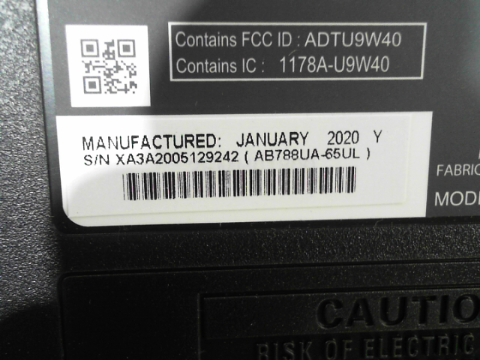 Contains FCC ID : ADTU9W40
Contains IC : 1178A-U9W40
MANUFACTURED: JANUARY 2020 Y
S/N XA3A2005129242 ( AB788UA-65UL )
FABRIC
MODE
CAUTIO
RISK OF ELECTRIC